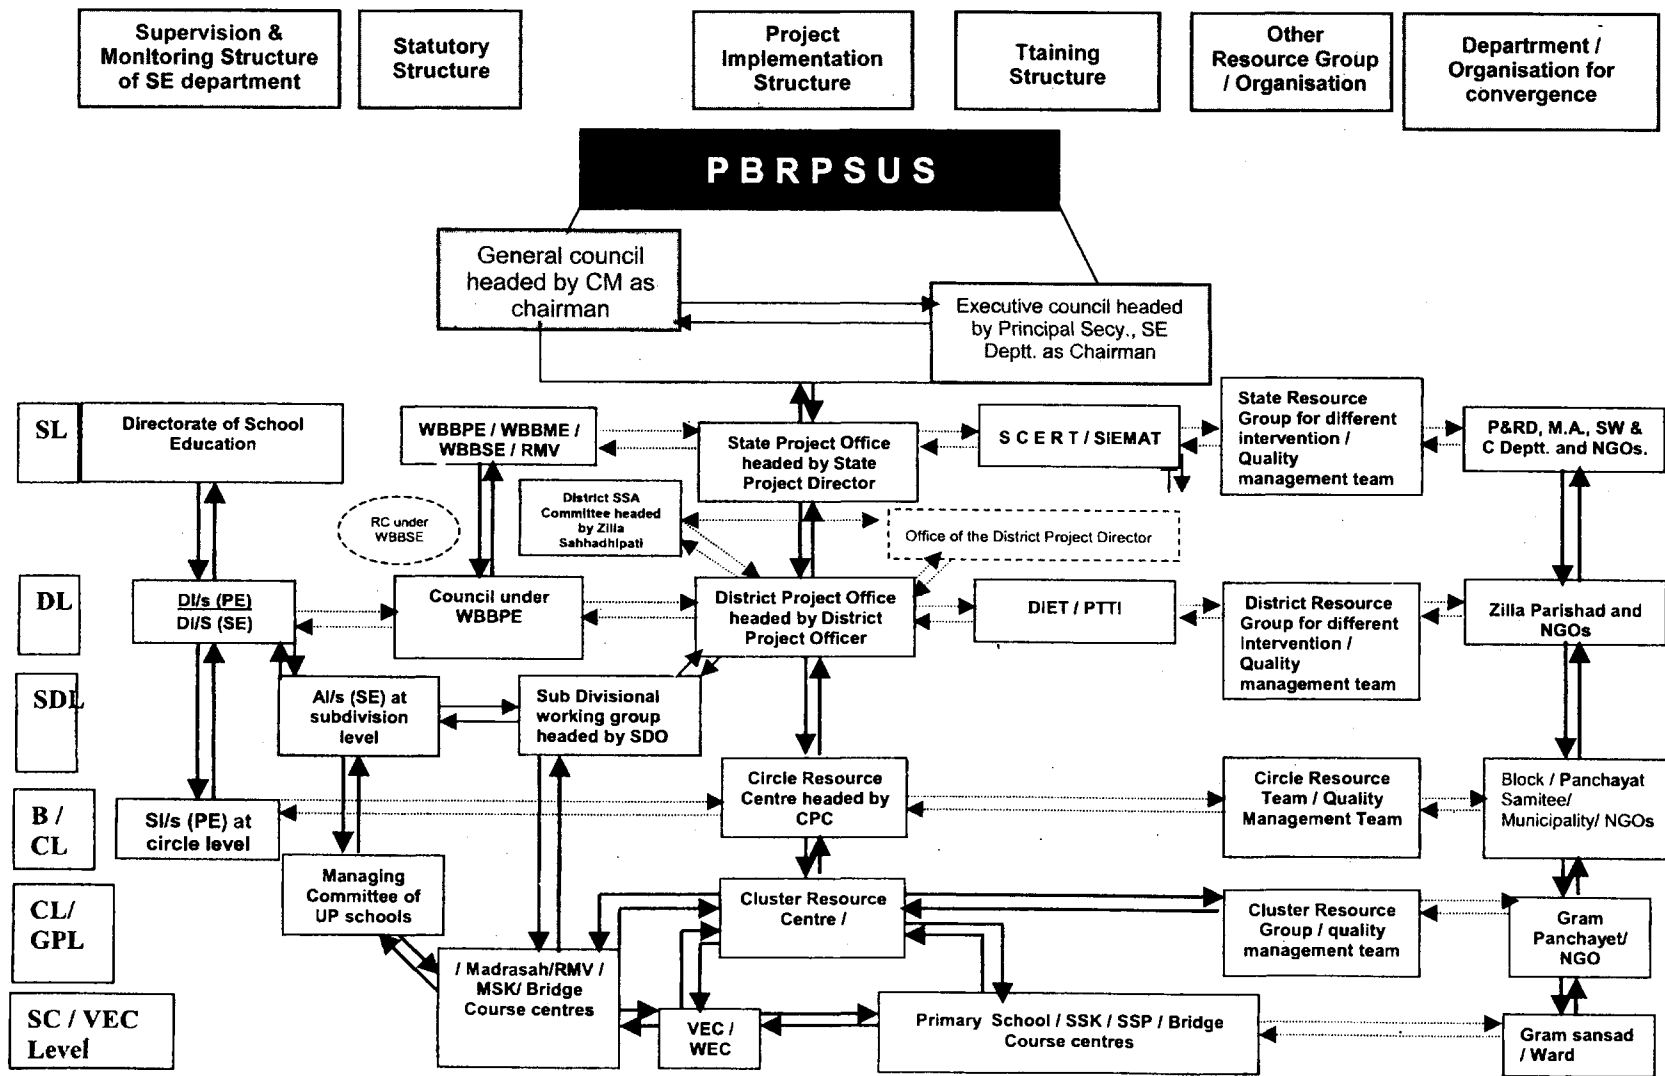 Supervision &
Monitoring Structure
of SE department
Statutory
Structure
Project
Implementation
Structure
Ttaining
Structure
Other
Resource Group
/ Organisation
Departrment /
Organisation for
convergence
PBRPSUS
General council
headed by CM as
chairman
Executive council headed
by Principal Secy., SE
Deptt. as Chairman
SL
Directorate of School
Education
WBBPE / WBBME /
WBBSE / RMV
State Project Office
headed by State
Project Director
SCERT / SIEMAT
State Resource
Group for different
intervention /
Quality
management team
P&RD, M.A., SW &
C Deptt. and NGOs.
RC under
WBBSE
District SSA
Committee headed
by Zilla
Sahhadhipati
Office of the District Project Director
DL
DI/s (PE)
DI/S (SE)
Council under
WBBPE
District Project Office
headed by District
Project Officer
DIET / PTTI
District Resource
Group for different
Intervention /
Quality
management team
Zilla Parishad and
NGOs
SDL
AI/s (SE) at
subdivision
level
Sub Divisional
working group
headed by SDO
B /
CL
SI/s (PE) at
circle level
Circle Resource
Centre headed by
CPC
Circle Resource
Team / Quality
Management Team
Block / Panchayat
Samitee/
Municipality/ NGOs
CL/
GPL
Managing
Committee of
UP schools
Cluster Resource
Centre /
Cluster Resource
Group / quality
management team
Gram
Panchayet/
NGO
SC / VEC
Level
/ Madrasah/RMV /
MSK/ Bridge
Course centres
VEC /
WEC
Primary School / SSK / SSP / Bridge
Course centres
Gram sansad
/ Ward